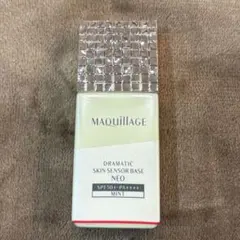 MAQuillAGE
DRAMATIC
SKIN SENSOR BASE
NEO
SPF50+・PA++++
MINT